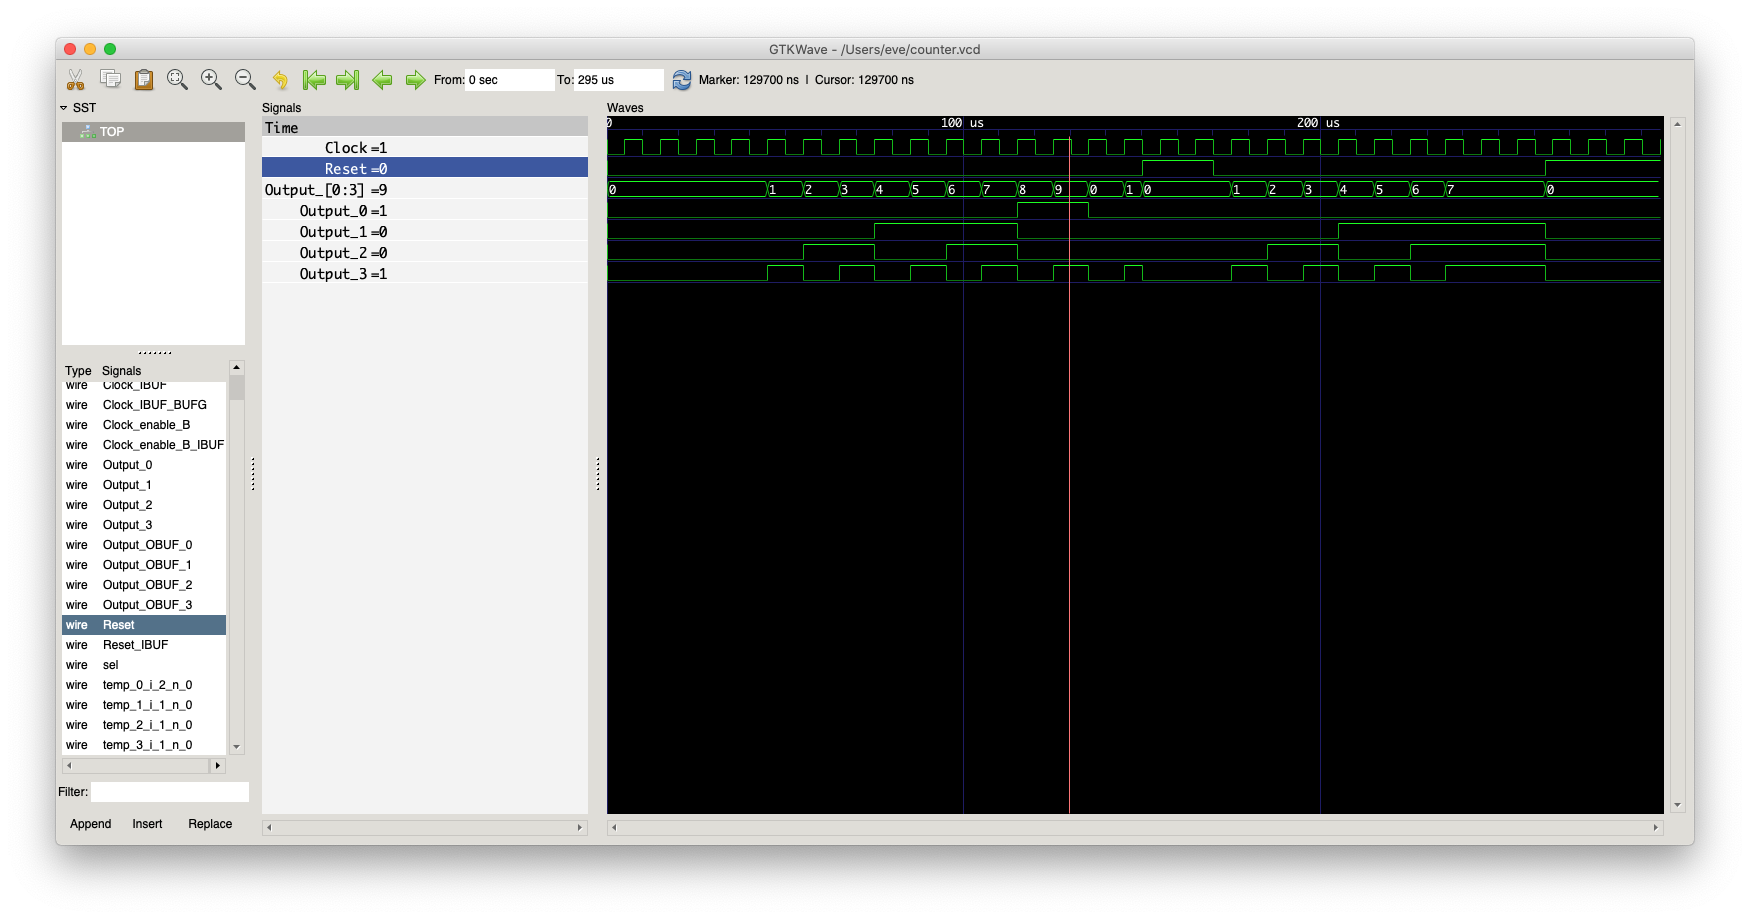 GTKWave - /Users/eve/counter.vcd
From: 0 sec To: 295 us Marker: 129700 ns | Cursor: 129700 ns
SST
TOP
Signals
Time
Clock =1
Reset =0
Output_[0:3] =9
Output_0 =1
Output_1 =0
Output_2 =0
Output_3 =1
Waves
0 100 us 200 us
0 1 2 3 4 5 6 7 8 9 0 1 0 1 2 3 4 5 6 7 0
Type Signals
wire Clock_IBUF
wire Clock_IBUF_BUFG
wire Clock_enable_B
wire Clock_enable_B_IBUF
wire Output_0
wire Output_1
wire Output_2
wire Output_3
wire Output_OBUF_0
wire Output_OBUF_1
wire Output_OBUF_2
wire Output_OBUF_3
wire Reset
wire Reset_IBUF
wire sel
wire temp_0_i_2_n_0
wire temp_1_i_1_n_0
wire temp_2_i_1_n_0
wire temp_3_i_1_n_0
Filter:
Append Insert Replace